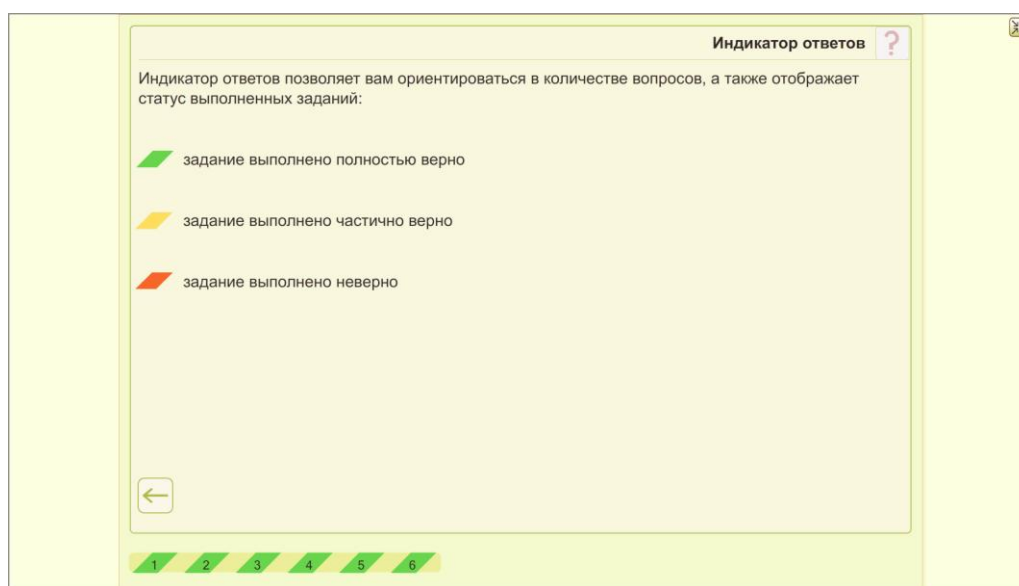 Индикатор ответов ?
Индикатор ответов позволяет вам ориентироваться в количестве вопросов, а также отображает
статус выполненных заданий:
задание выполнено полностью верно
задание выполнено частично верно
задание выполнено неверно
1 2 3 4 5 6